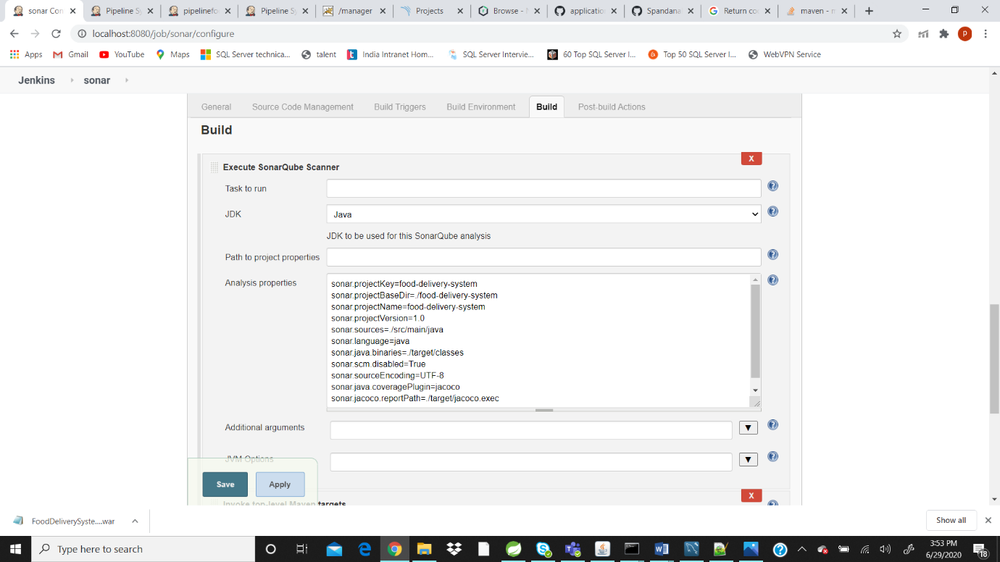 sonar Con
Pipeline Sy
pipelinefo
Pipeline Sy
/manager
Projects
Browse - N
application
Spandana
Return co
maven - m
localhost:8080/job/sonar/configure
P
Apps
Gmail
YouTube
Maps
SQL Server technica...
talent
India Intranet Hom...
SQL Server Intervie...
60 Top SQL Server I...
Top 50 SQL Server I...
WebVPN Service
Jenkins
sonar
General
Source Code Management
Build Triggers
Build Environment
Build
Post-build Actions
Build
X
Execute SonarQube Scanner
Task to run
JDK
Java
JDK to be used for this SonarQube analysis
Path to project properties
Analysis properties
sonar.projectKey=food-delivery-system
sonar.projectBaseDir=./food-delivery-system
sonar.projectName=food-delivery-system
sonar.projectVersion=1.0
sonar.sources=./src/main/java
sonar.language=java
sonar.java.binaries=./target/classes
sonar.scm.disabled=True
sonar.sourceEncoding=UTF-8
sonar.java.coveragePlugin=jacoco
sonar.jacoco.reportPath=./target/jacoco.exec
Additional arguments
JVM Options
Save
Apply
X
Invoke top-level Maven targets
FoodDeliverySyste....war
Show all
Type here to search
3:53 PM
6/29/2020
18